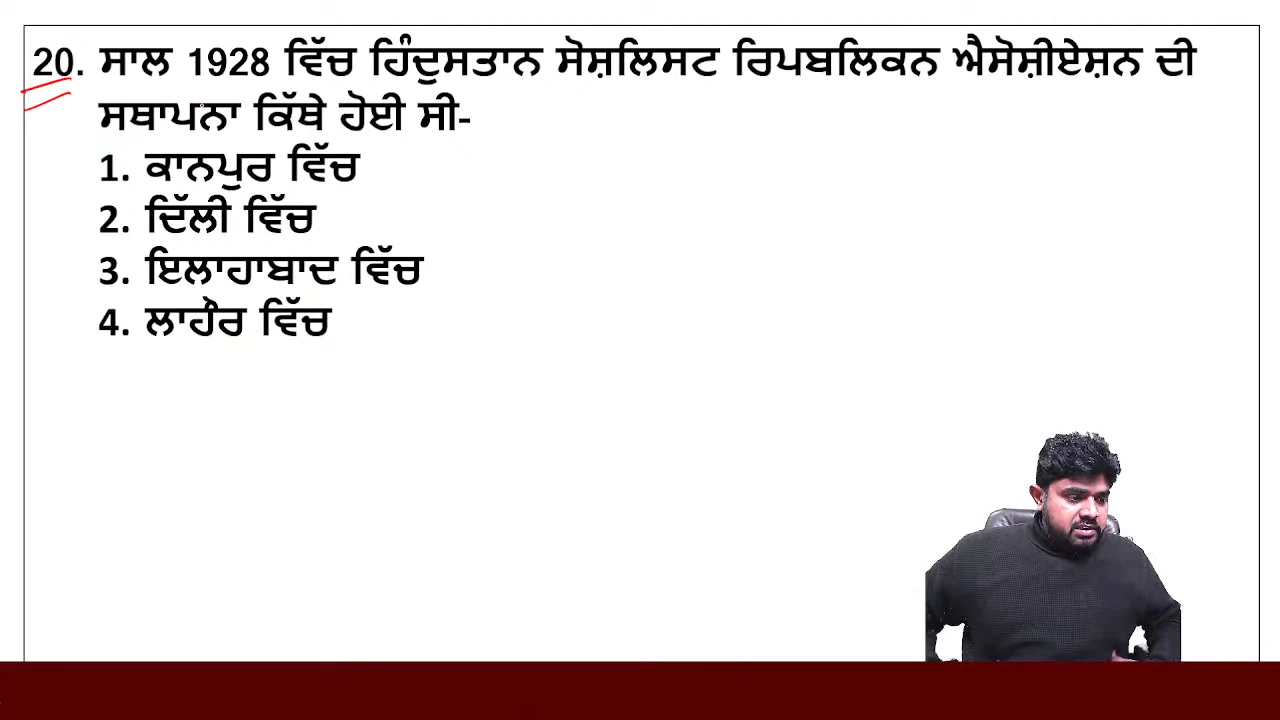 20. ਸਾਲ 1928 ਵਿੱਚ ਹਿੰਦੁਸਤਾਨ ਸੋਸ਼ਲਿਸਟ ਰਿਪਬਲਿਕਨ ਐਸੋਸ਼ੀਏਸ਼ਨ ਦੀ
ਸਥਾਪਨਾ ਕਿੱਥੇ ਹੋਈ ਸੀ-
1. ਕਾਨਪੁਰ ਵਿੱਚ
2. ਦਿੱਲੀ ਵਿੱਚ
3. ਇਲਾਹਾਬਾਦ ਵਿੱਚ
4. ਲਾਹੌਰ ਵਿੱਚ